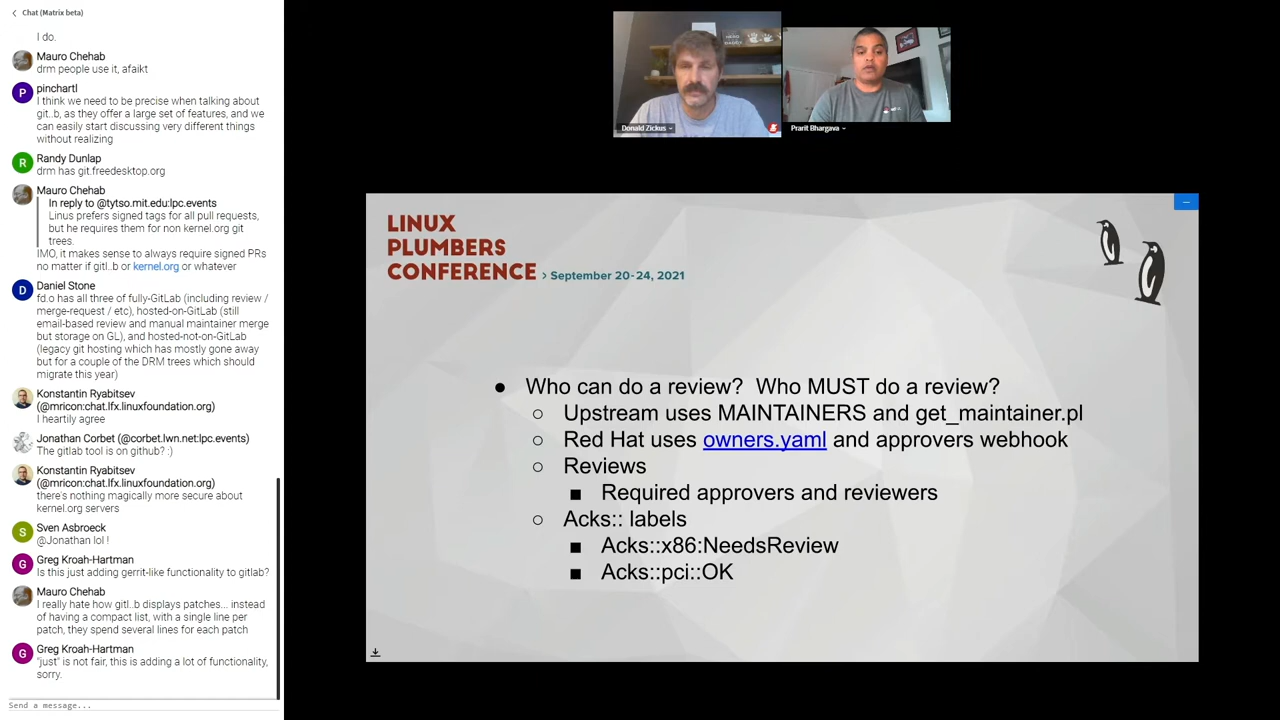 Chat (Matrix beta)
I do.
Mauro Chehab
drm people use it, afaikt
P
pinchartl
I think we need to be precise when talking about
git..b, as they offer a large set of features, and we
can easily start discussing very different things
without realizing
R
Randy Dunlap
drm has git.freedesktop.org
Mauro Chehab
In reply to @tytso.mit.edu:lpc.events
Linus prefers signed tags for all pull requests,
but he requires them for non kernel.org git
trees.
IMO, it makes sense to always require signed PRs
no matter if gitl..b or kernel.org or whatever
D
Daniel Stone
fd.o has all three of fully-GitLab (including review /
merge-request / etc), hosted-on-GitLab (still
email-based review and manual maintainer merge
but storage on GL), and hosted-not-on-GitLab
(legacy git hosting which has mostly gone away
but for a couple of the DRM trees which should
migrate this year)
Konstantin Ryabitsev
(@mricon:chat.lfx.linuxfoundation.org)
I heartily agree
Jonathan Corbet (@corbet.lwn.net:lpc.events)
The gitlab tool is on github? :)
Konstantin Ryabitsev
(@mricon:chat.lfx.linuxfoundation.org)
there's nothing magically more secure about
kernel.org servers
S
Sven Asbroeck
@Jonathan lol !
G
Greg Kroah-Hartman
Is this just adding gerrit-like functionality to gitlab?
Mauro Chehab
I really hate how gitl..b displays patches... instead
of having a compact list, with a single line per
patch, they spend several lines for each patch
G
Greg Kroah-Hartman
"just" is not fair, this is adding a lot of functionality,
sorry.
Send a message...
Donald Zickus
Prarit Bhargava
LINUX
PLUMBERS
CONFERENCE > September 20-24, 2021
● Who can do a review? Who MUST do a review?
○ Upstream uses MAINTAINERS and get_maintainer.pl
○ Red Hat uses owners.yaml and approvers webhook
○ Reviews
■ Required approvers and reviewers
○ Acks:: labels
■ Acks::x86:NeedsReview
■ Acks::pci::OK